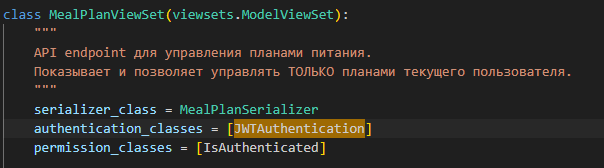 class MealPlanViewSet(viewsets.ModelViewSet):
    """
    API endpoint для управления планами питания.
    Показывает и позволяет управлять ТОЛЬКО планами текущего пользователя.
    """
    serializer_class = MealPlanSerializer
    authentication_classes = [JWTAuthentication]
    permission_classes = [IsAuthenticated]